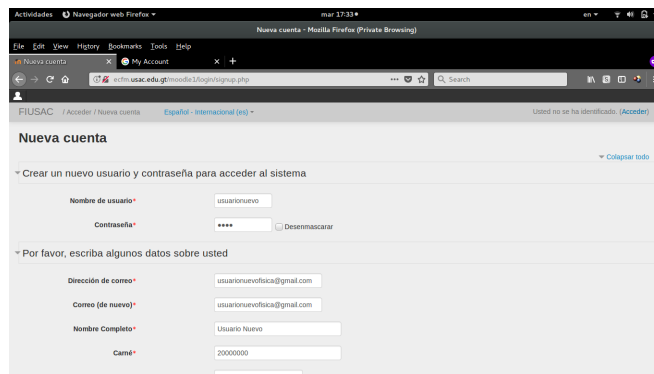 Actividades Navegador web Firefox mar 17:33 en
Nueva cuenta - Mozilla Firefox (Private Browsing)
File Edit View History Bookmarks Tools Help
Nueva cuenta × My Account × +
ecfm.usac.edu.gt/moodle1/login/signup.php ··· Search
FIUSAC / Acceder / Nueva cuenta Español - Internacional (es) Usted no se ha identificado. (Acceder)
Nueva cuenta
Colapsar todo
Crear un nuevo usuario y contraseña para acceder al sistema
Nombre de usuario* usuarionuevo
Contraseña* •••• Desenmascarar
Por favor, escriba algunos datos sobre usted
Dirección de correo* usuarionuevofisica@gmail.com
Correo (de nuevo)* usuarionuevofisica@gmail.com
Nombre Completo* Usuario Nuevo
Carné* 20000000